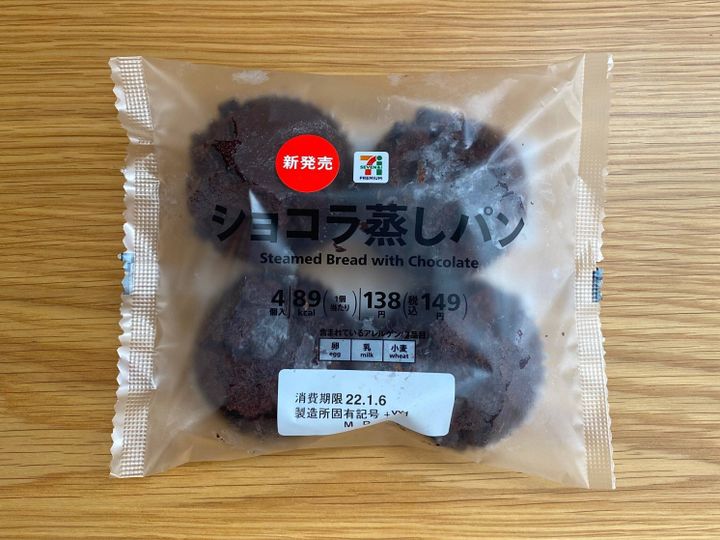 新発売
7i
SEVEN&i
PREMIUM
ショコラ蒸しパン
Steamed Bread with Chocolate
4個入 89kcal(1個当たり) 138円(税込149円)
含まれているアレルゲン:3品目
卵 乳 小麦
egg milk wheat
消費期限 22.1.6
製造所固有記号